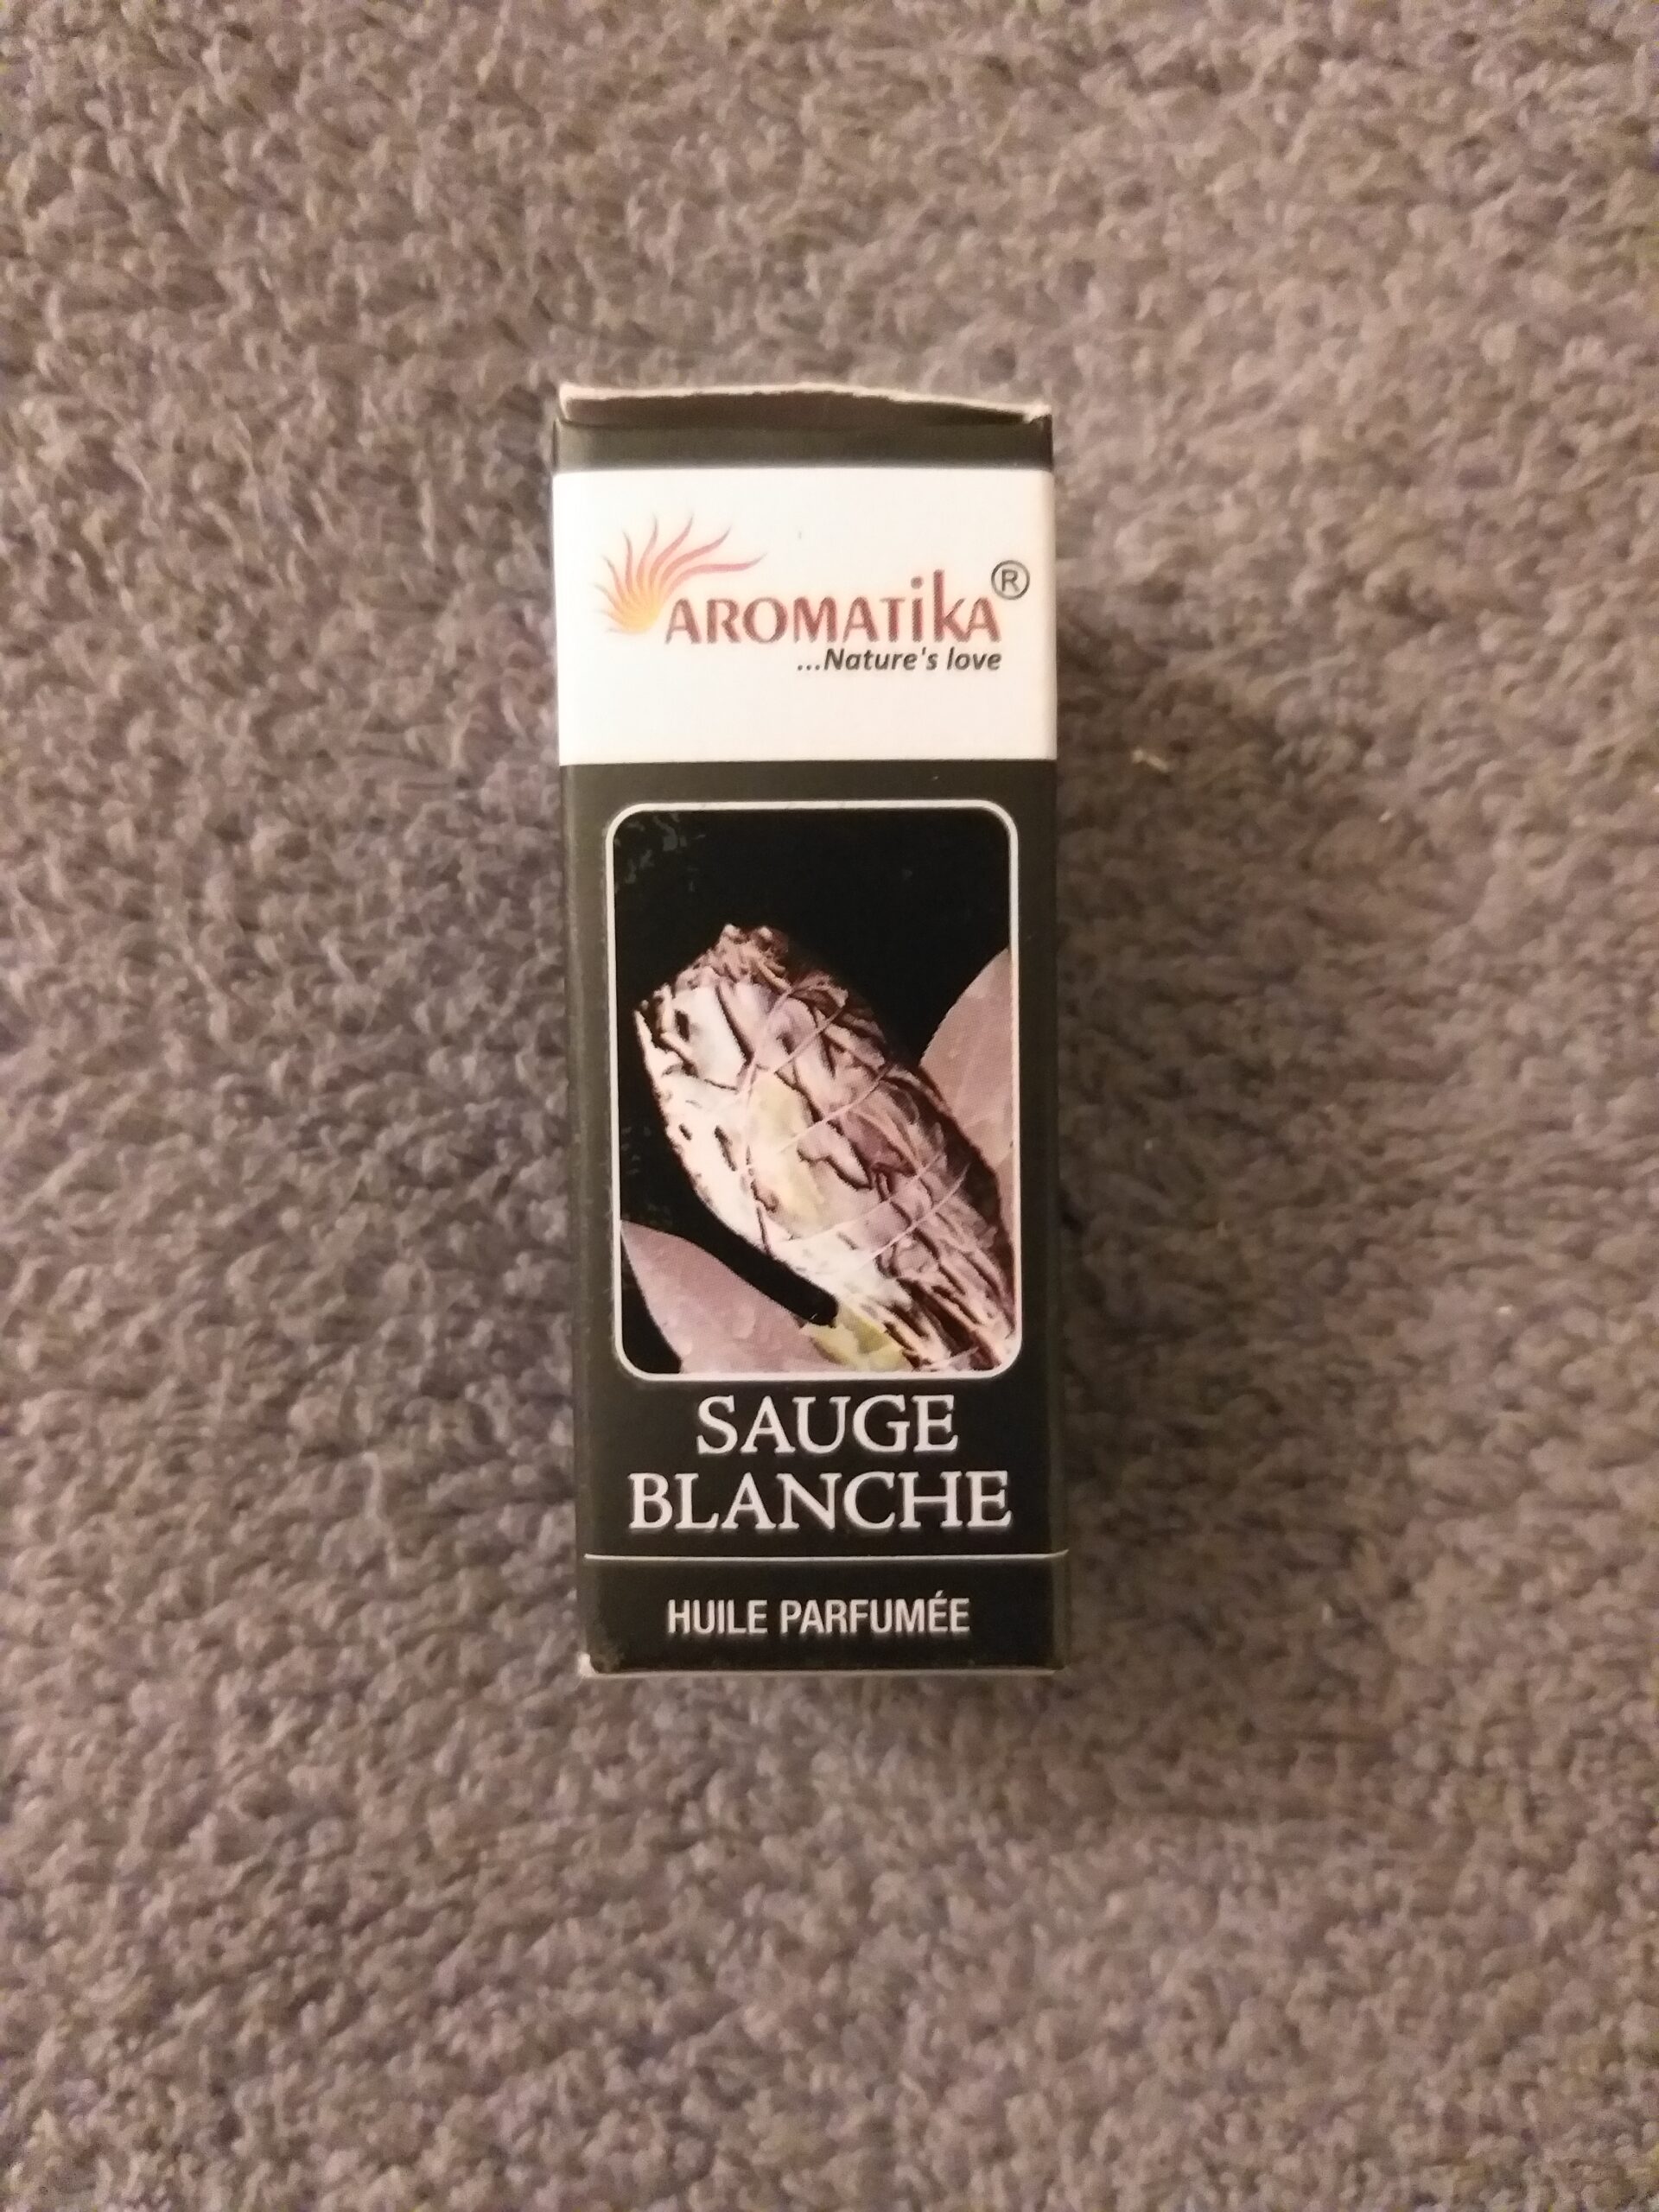 AROMATiKA®
...Nature's love
SAUGE
BLANCHE
HUILE PARFUMÉE